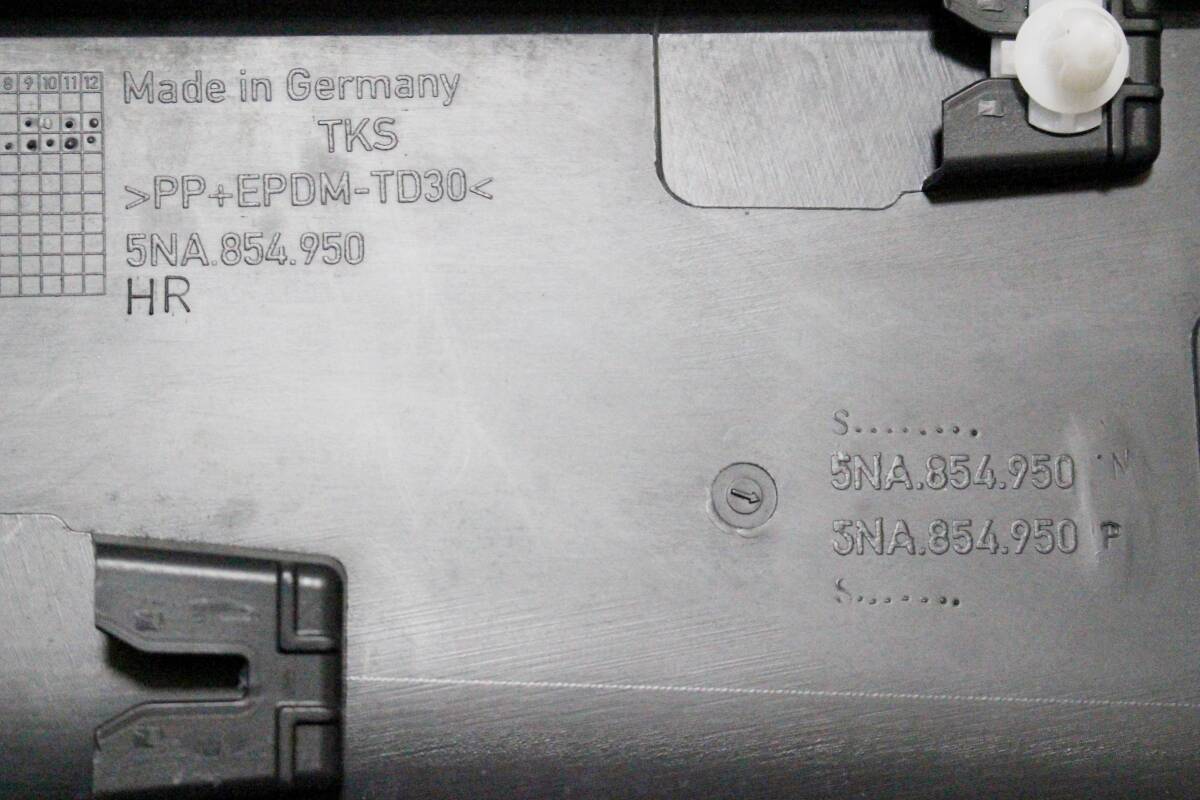 8 9 10 11 12
Made in Germany
TKS
>PP+EPDM-TD30<
5NA.854.950
HR
S........
5NA.854.950 N
5NA.854.950 P
S.......